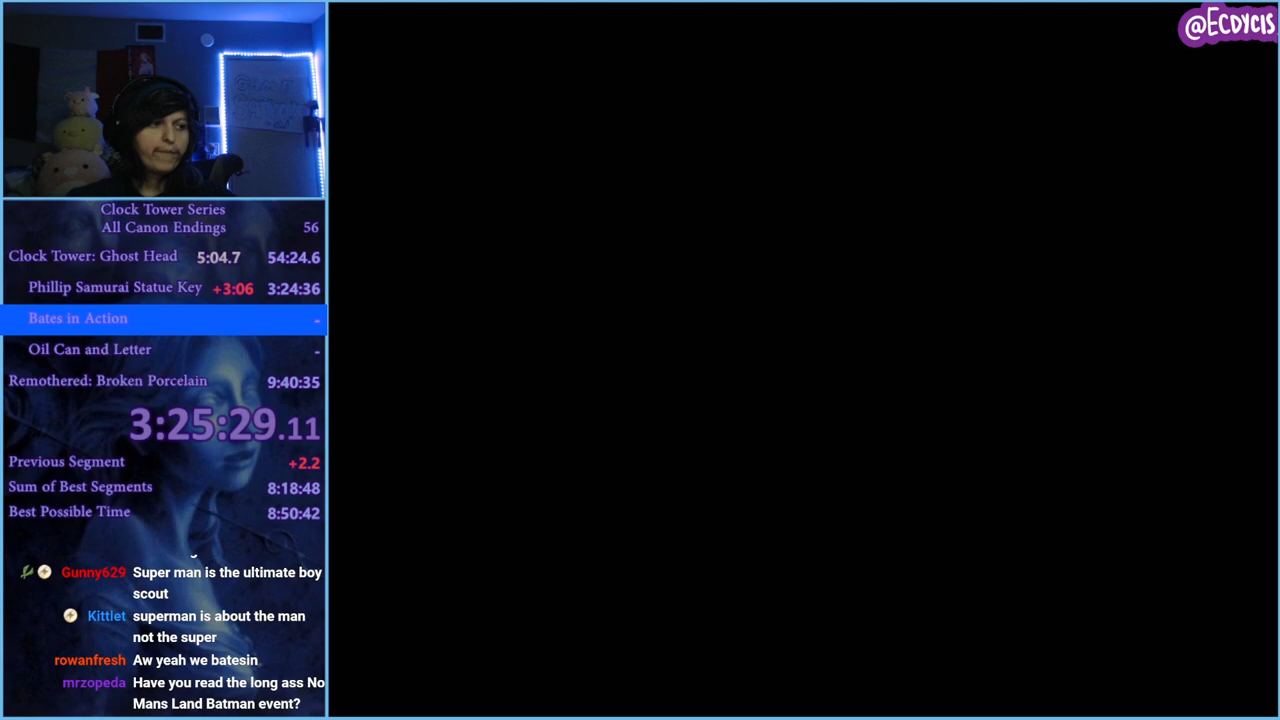 @ECDYCIS
Clock Tower Series
All Canon Endings 56
Clock Tower: Ghost Head 5:04.7 54:24.6
Phillip Samurai Statue Key +3:06 3:24:36
Bates in Action -
Oil Can and Letter -
Remothered: Broken Porcelain 9:40:35
3:25:29.11
Previous Segment +2.2
Sum of Best Segments 8:18:48
Best Possible Time 8:50:42
Gunny629 Super man is the ultimate boy
scout
Kittlet superman is about the man
not the super
rowanfresh Aw yeah we batesin
mrzopeda Have you read the long ass No
Mans Land Batman event?